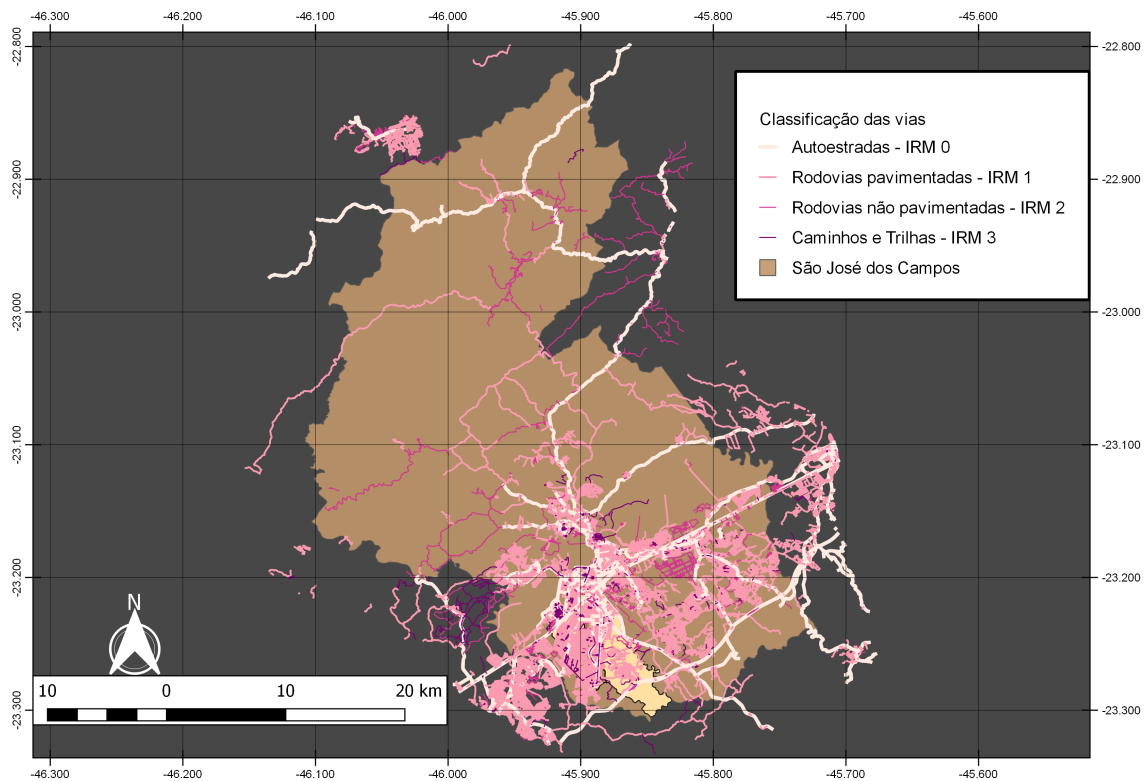 -46.300 -46.200 -46.100 -46.000 -45.900 -45.800 -45.700 -45.600
-22.800 -22.800
-22.900 -22.900
-23.000 -23.000
-23.100 -23.100
-23.200 -23.200
-23.300 -23.300
Classificação das vias
Autoestradas - IRM 0
Rodovias pavimentadas - IRM 1
Rodovias não pavimentadas - IRM 2
Caminhos e Trilhas - IRM 3
São José dos Campos
N
10 0 10 20 km
-46.300 -46.200 -46.100 -46.000 -45.900 -45.800 -45.700 -45.600